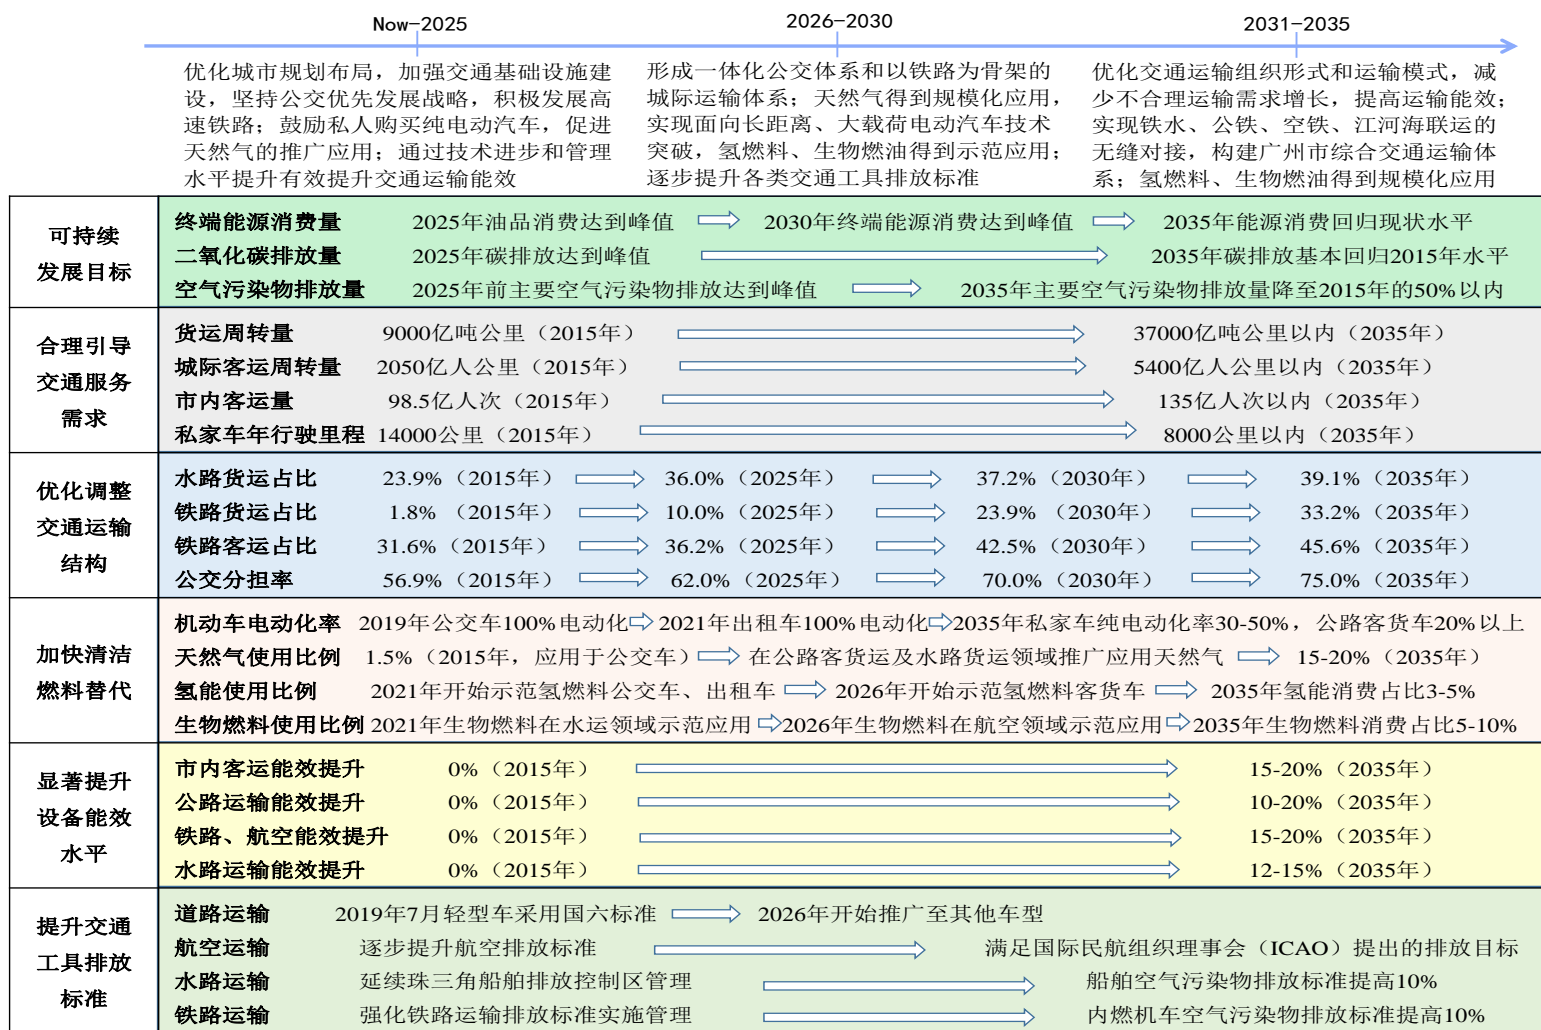 Now-2025
2026-2030
2031-2035
优化城市规划布局，加强交通基础设施建
设，坚持公交优先发展战略，积极发展高
速铁路；鼓励私人购买纯电动汽车，促进
天然气的推广应用；通过技术进步和管理
水平提升有效提升交通运输能效
形成一体化公交体系和以铁路为骨架的
城际运输体系；天然气得到规模化应用，
实现面向长距离、大载荷电动汽车技术
突破，氢燃料、生物燃油得到示范应用；
逐步提升各类交通工具排放标准
优化交通运输组织形式和运输模式，减
少不合理运输需求增长，提高运输能效；
实现铁水、公铁、空铁、江河海联运的
无缝对接，构建广州市综合交通运输体
系；氢燃料、生物燃油得到规模化应用
可持续
发展目标
终端能源消费量 2025年油品消费达到峰值 2030年终端能源消费达到峰值 2035年能源消费回归现状水平
二氧化碳排放量 2025年碳排放达到峰值 2035年碳排放基本回归2015年水平
空气污染物排放量 2025年前主要空气污染物排放达到峰值 2035年主要空气污染物排放量降至2015年的50%以内
合理引导
交通服务
需求
货运周转量 9000亿吨公里（2015年） 37000亿吨公里以内（2035年）
城际客运周转量 2050亿人公里（2015年） 5400亿人公里以内（2035年）
市内客运量 98.5亿人次（2015年） 135亿人次以内（2035年）
私家车年行驶里程 14000公里（2015年） 8000公里以内（2035年）
优化调整
交通运输
结构
水路货运占比 23.9%（2015年） 36.0%（2025年） 37.2%（2030年） 39.1%（2035年）
铁路货运占比 1.8%（2015年） 10.0%（2025年） 23.9%（2030年） 33.2%（2035年）
铁路客运占比 31.6%（2015年） 36.2%（2025年） 42.5%（2030年） 45.6%（2035年）
公交分担率 56.9%（2015年） 62.0%（2025年） 70.0%（2030年） 75.0%（2035年）
加快清洁
燃料替代
机动车电动化率 2019年公交车100%电动化 2021年出租车100%电动化 2035年私家车纯电动化率30-50%，公路客货车20%以上
天然气使用比例 1.5%（2015年，应用于公交车） 在公路客货运及水路货运领域推广应用天然气 15-20%（2035年）
氢能使用比例 2021年开始示范氢燃料公交车、出租车 2026年开始示范氢燃料客货车 2035年氢能消费占比3-5%
生物燃料使用比例 2021年生物燃料在水运领域示范应用 2026年生物燃料在航空领域示范应用 2035年生物燃料消费占比5-10%
显著提升
设备能效
水平
市内客运能效提升 0%（2015年） 15-20%（2035年）
公路运输能效提升 0%（2015年） 10-20%（2035年）
铁路、航空能效提升 0%（2015年） 15-20%（2035年）
水路运输能效提升 0%（2015年） 12-15%（2035年）
提升交通
工具排放
标准
道路运输 2019年7月轻型车采用国六标准 2026年开始推广至其他车型
航空运输 逐步提升航空排放标准 满足国际民航组织理事会（ICAO）提出的排放目标
水路运输 延续珠三角船舶排放控制区管理 船舶空气污染物排放标准提高10%
铁路运输 强化铁路运输排放标准实施管理 内燃机车空气污染物排放标准提高10%